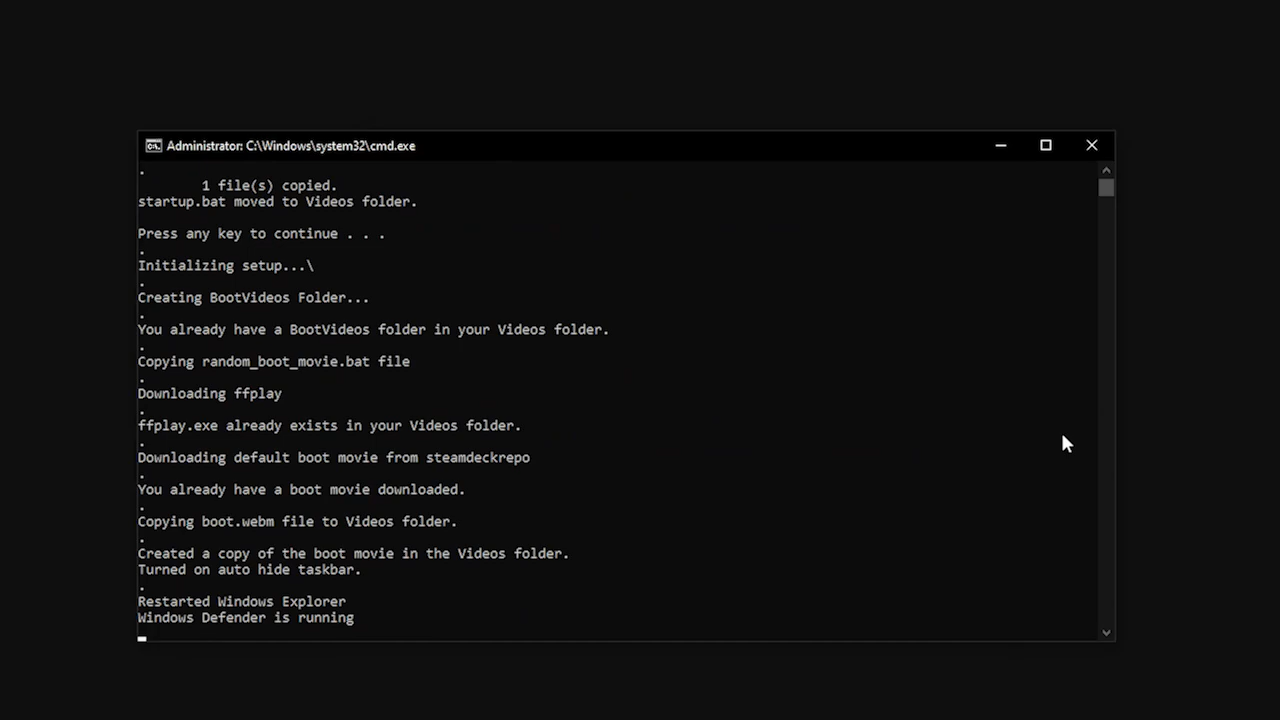 Administrator: C:\Windows\system32\cmd.exe
.
1 file(s) copied.
startup.bat moved to Videos folder.
Press any key to continue . . .
.
Initializing setup...\
.
Creating BootVideos Folder...
.
You already have a BootVideos folder in your Videos folder.
.
Copying random_boot_movie.bat file
.
Downloading ffplay
.
ffplay.exe already exists in your Videos folder.
.
Downloading default boot movie from steamdeckrepo
.
You already have a boot movie downloaded.
.
Copying boot.webm file to Videos folder.
.
Created a copy of the boot movie in the Videos folder.
Turned on auto hide taskbar.
.
Restarted Windows Explorer
Windows Defender is running